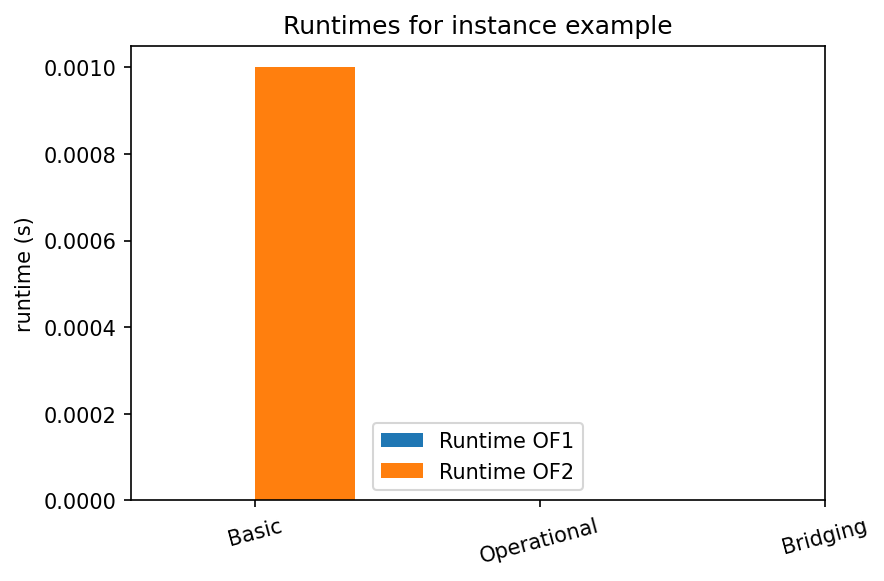 Runtimes for instance example
runtime (s)
0.0010
0.0008
0.0006
0.0004
0.0002
0.0000
Runtime OF1
Runtime OF2
Basic
Operational
Bridging